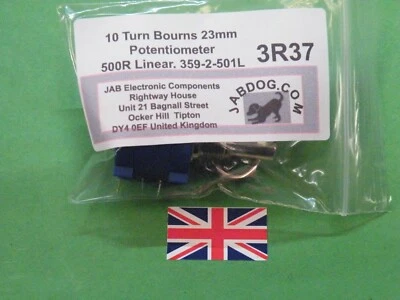 10 Turn Bourns 23mm
Potentiometer
500R Linear. 359-2-501L
3R37
JAB Electronic Components
Rightway House
Unit 21 Bagnall Street
Ocker Hill Tipton
DY4 0EF United Kingdom
JABDOG.COM